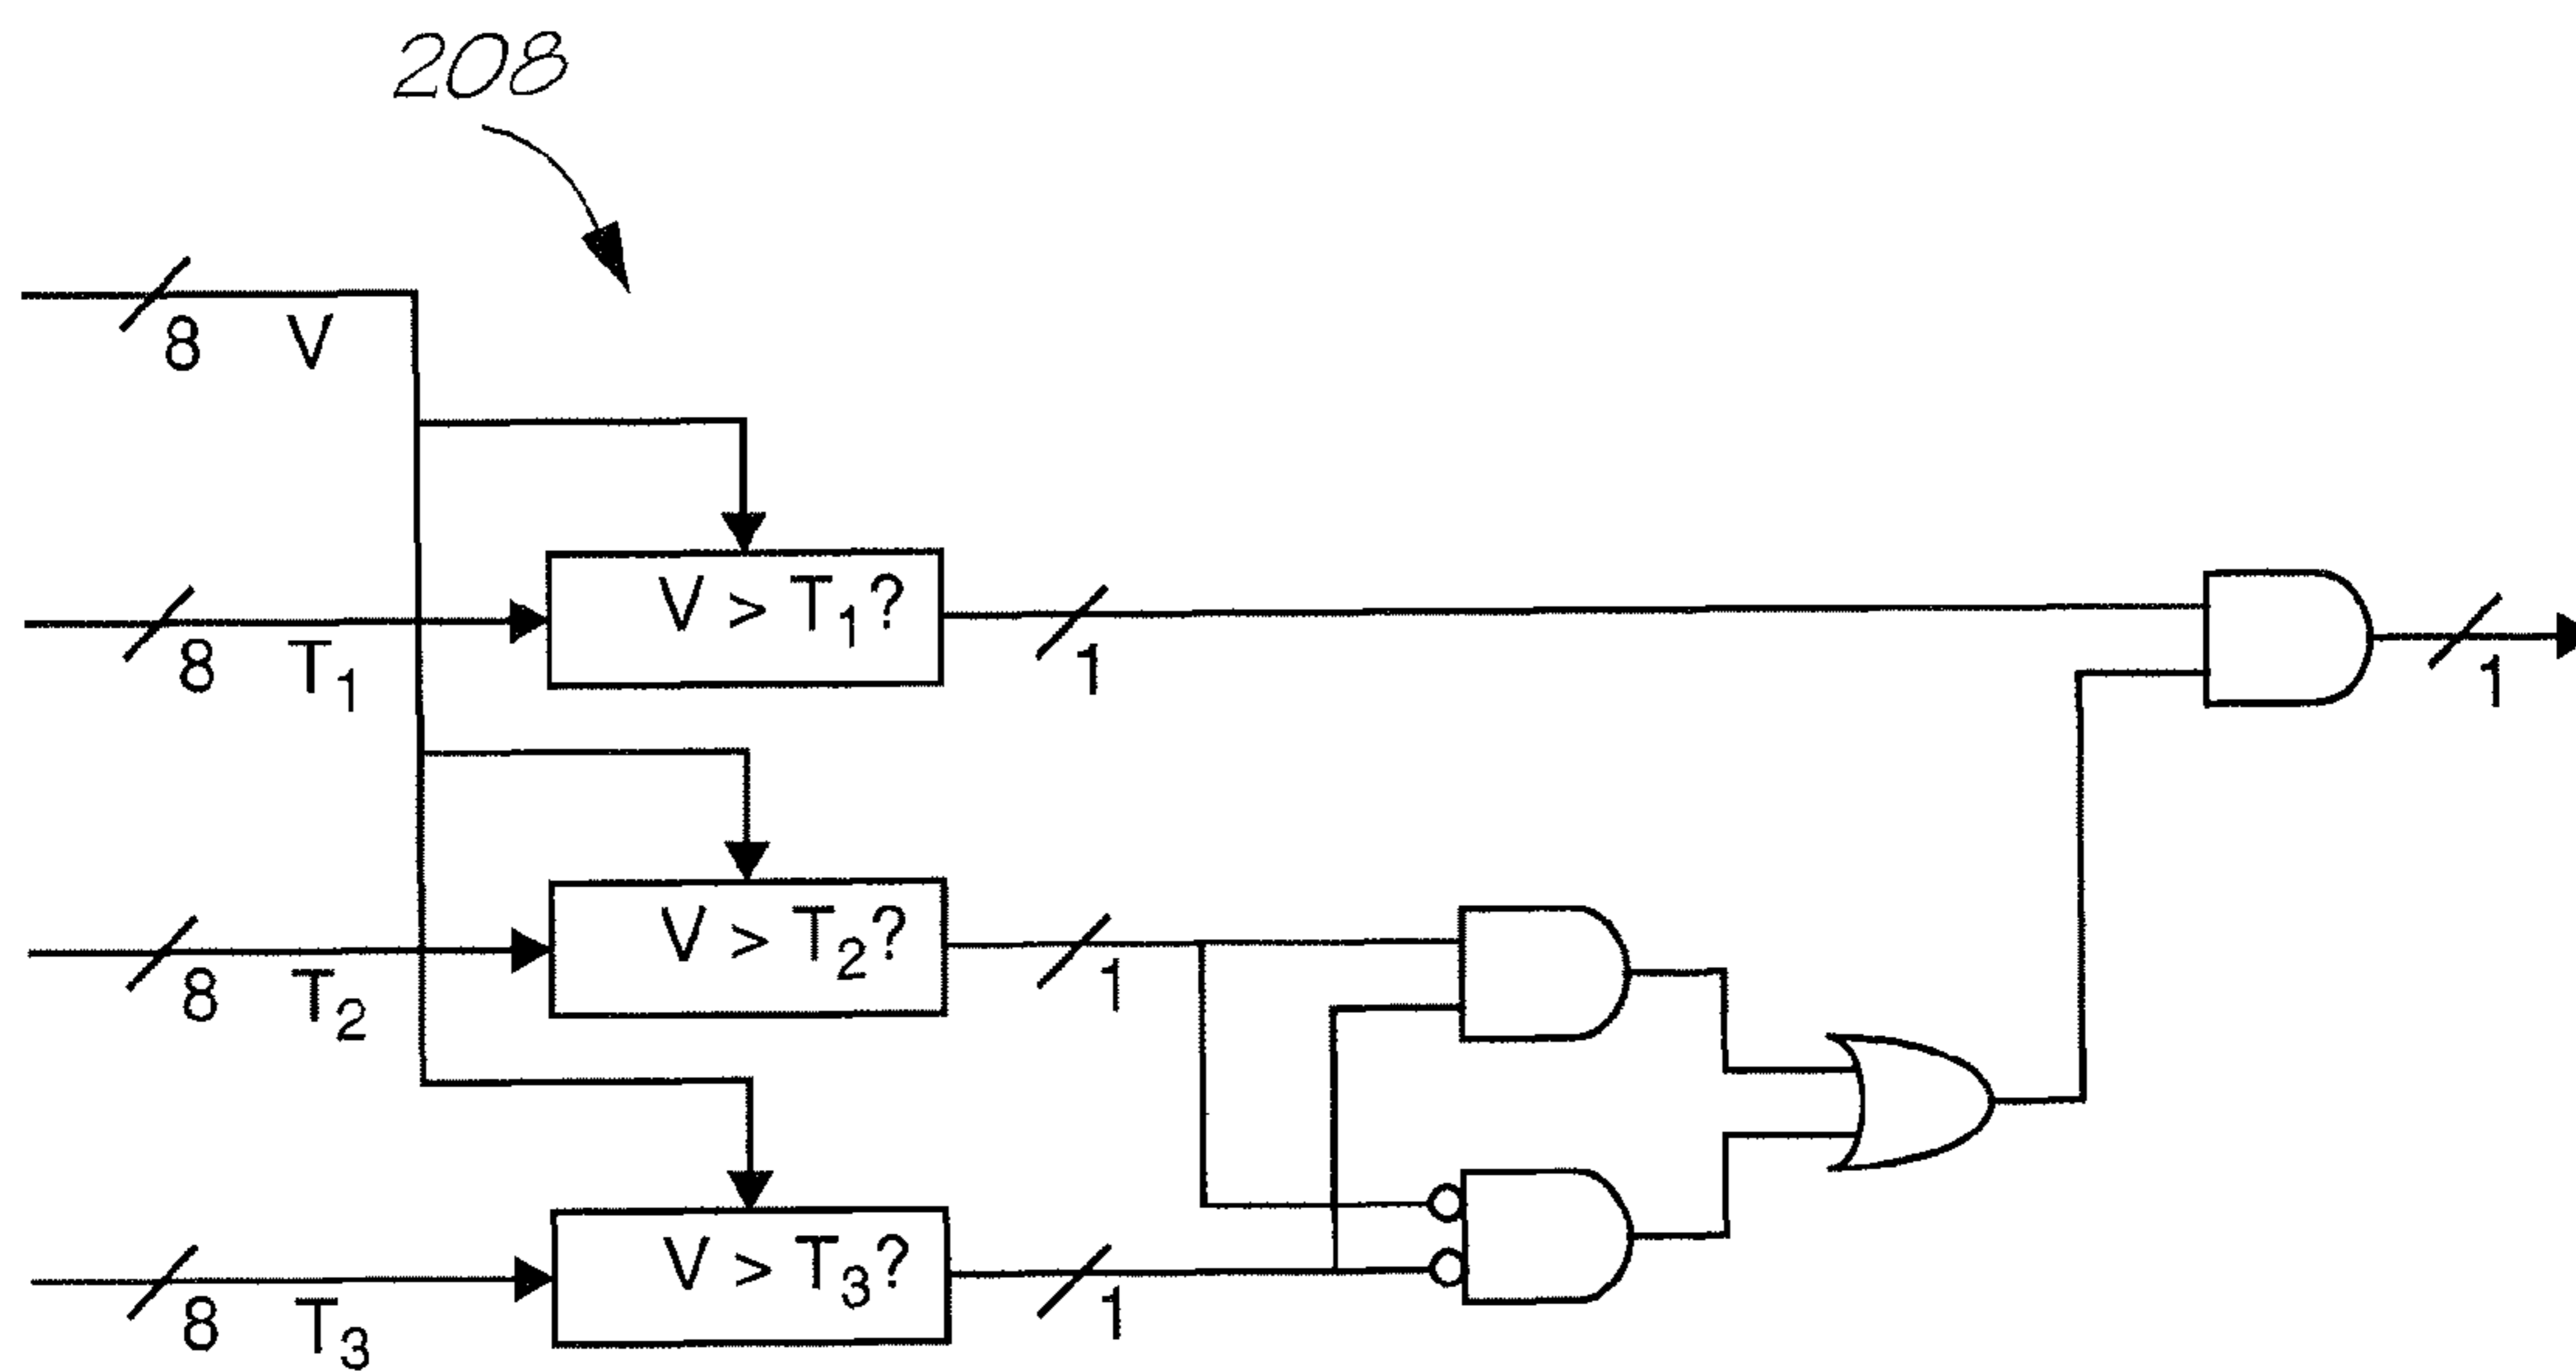 208
8 V
V > T₁?
8 T₁ 1 1
V > T₂?
8 T₂ 1
V > T₃?
8 T₃ 1